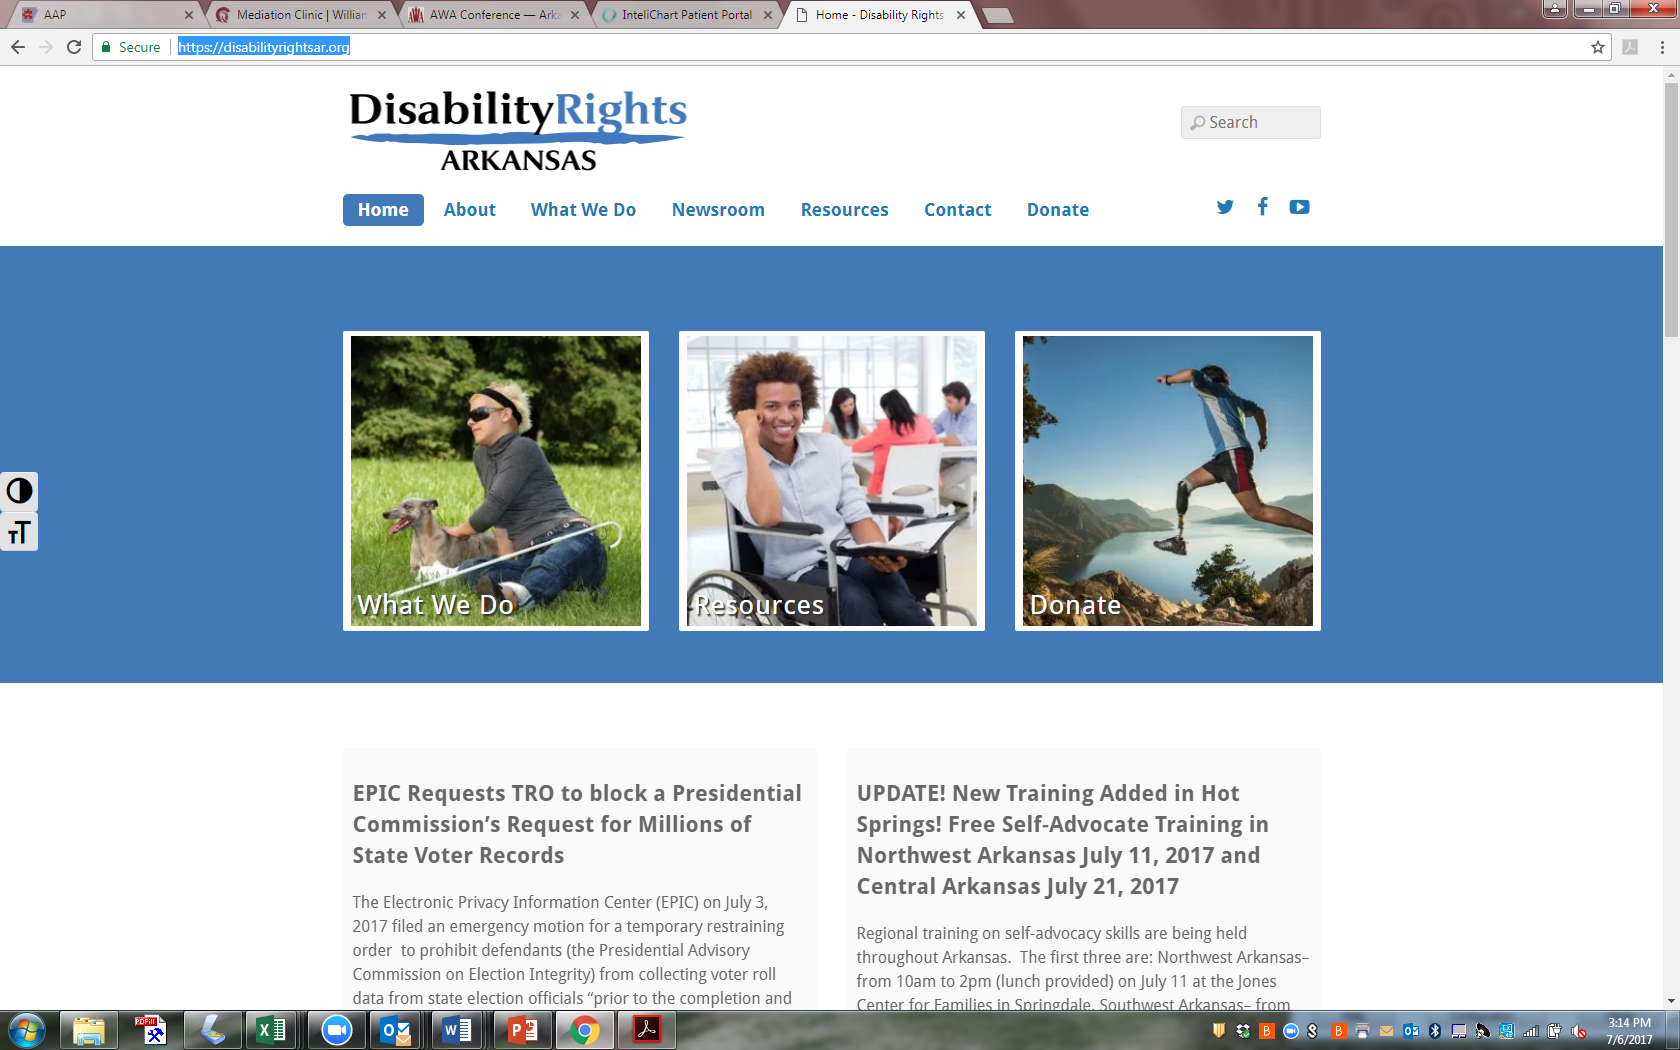 AAP
Mediation Clinic | William
AWA Conference — Arka
InteliChart Patient Portal
Home - Disability Rights
Secure
https://disabilityrightsar.org
DisabilityRights
ARKANSAS
Search
Home
About
What We Do
Newsroom
Resources
Contact
Donate
What We Do
Resources
Donate
EPIC Requests TRO to block a Presidential
Commission’s Request for Millions of
State Voter Records
The Electronic Privacy Information Center (EPIC) on July 3,
2017 filed an emergency motion for a temporary restraining
order  to prohibit defendants (the Presidential Advisory
Commission on Election Integrity) from collecting voter roll
data from state election officials “prior to the completion and
UPDATE! New Training Added in Hot
Springs! Free Self-Advocate Training in
Northwest Arkansas July 11, 2017 and
Central Arkansas July 21, 2017
Regional training on self-advocacy skills are being held
throughout Arkansas.  The first three are: Northwest Arkansas–
from 10am to 2pm (lunch provided) on July 11 at the Jones
Center for Families in Springdale, Southwest Arkansas– from
3:14 PM
7/6/2017